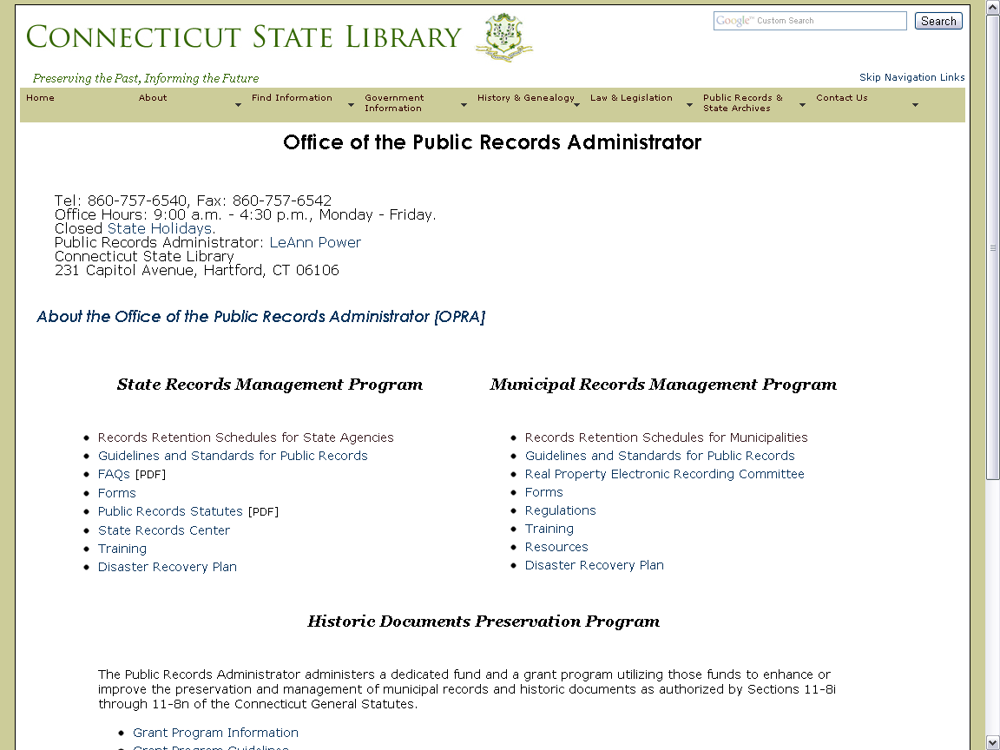 CONNECTICUT STATE LIBRARY
Google™ Custom Search
Search
Preserving the Past, Informing the Future
Skip Navigation Links
Home
About
Find Information
Government
Information
History & Genealogy
Law & Legislation
Public Records &
State Archives
Contact Us
Office of the Public Records Administrator
Tel: 860-757-6540, Fax: 860-757-6542
Office Hours: 9:00 a.m. - 4:30 p.m., Monday - Friday.
Closed State Holidays.
Public Records Administrator: LeAnn Power
Connecticut State Library
231 Capitol Avenue, Hartford, CT 06106
About the Office of the Public Records Administrator [OPRA]
State Records Management Program
Records Retention Schedules for State Agencies
Guidelines and Standards for Public Records
FAQs [PDF]
Forms
Public Records Statutes [PDF]
State Records Center
Training
Disaster Recovery Plan
Municipal Records Management Program
Records Retention Schedules for Municipalities
Guidelines and Standards for Public Records
Real Property Electronic Recording Committee
Forms
Regulations
Training
Resources
Disaster Recovery Plan
Historic Documents Preservation Program
The Public Records Administrator administers a dedicated fund and a grant program utilizing those funds to enhance or
improve the preservation and management of municipal records and historic documents as authorized by Sections 11-8i
through 11-8n of the Connecticut General Statutes.
Grant Program Information
Grant Program Guidelines